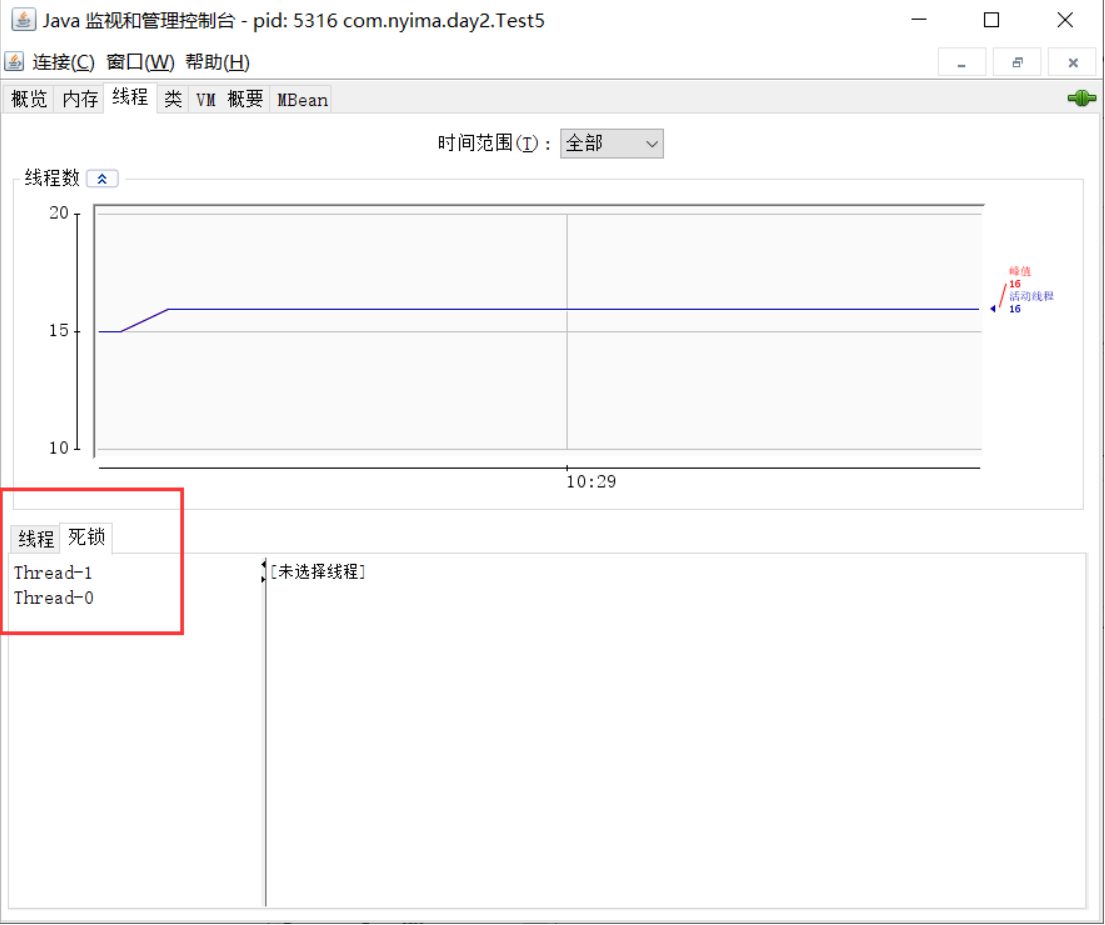 Java 监视和管理控制台 - pid: 5316 com.nyima.day2.Test5
连接(C) 窗口(W) 帮助(H)
概览 内存 线程 类 VM 概要 MBean
时间范围(T): 全部
线程数
20
15
10
峰值
16
活动线程
16
10:29
线程 死锁
Thread-1
Thread-0
[未选择线程]